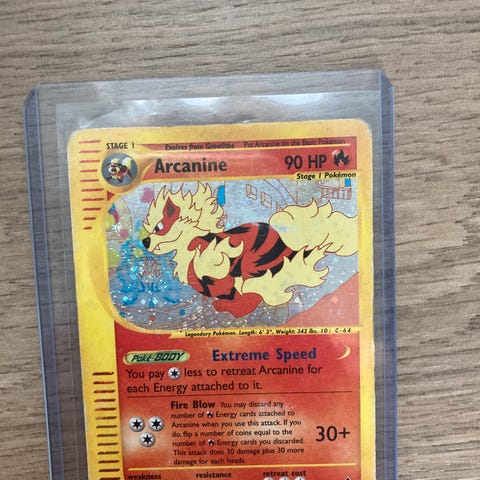 STAGE 1 Evolves from Growlithe Put Arcanine on the Basic Pokémon
Arcanine 90 HP
Stage 1 Pokémon
Legendary Pokémon. Length: 6' 3", Weight: 342 lbs. ID: C-64
Poké-BODY Extreme Speed
You pay less to retreat Arcanine for
each Energy attached to it.
Fire Blow You may discard any
number of Energy cards attached to
Arcanine when you use this attack. If you
do, flip a number of coins equal to the
number of Energy cards you discarded.
This attack does 30 damage plus 30 more
damage for each heads.
30+
weakness resistance retreat cost